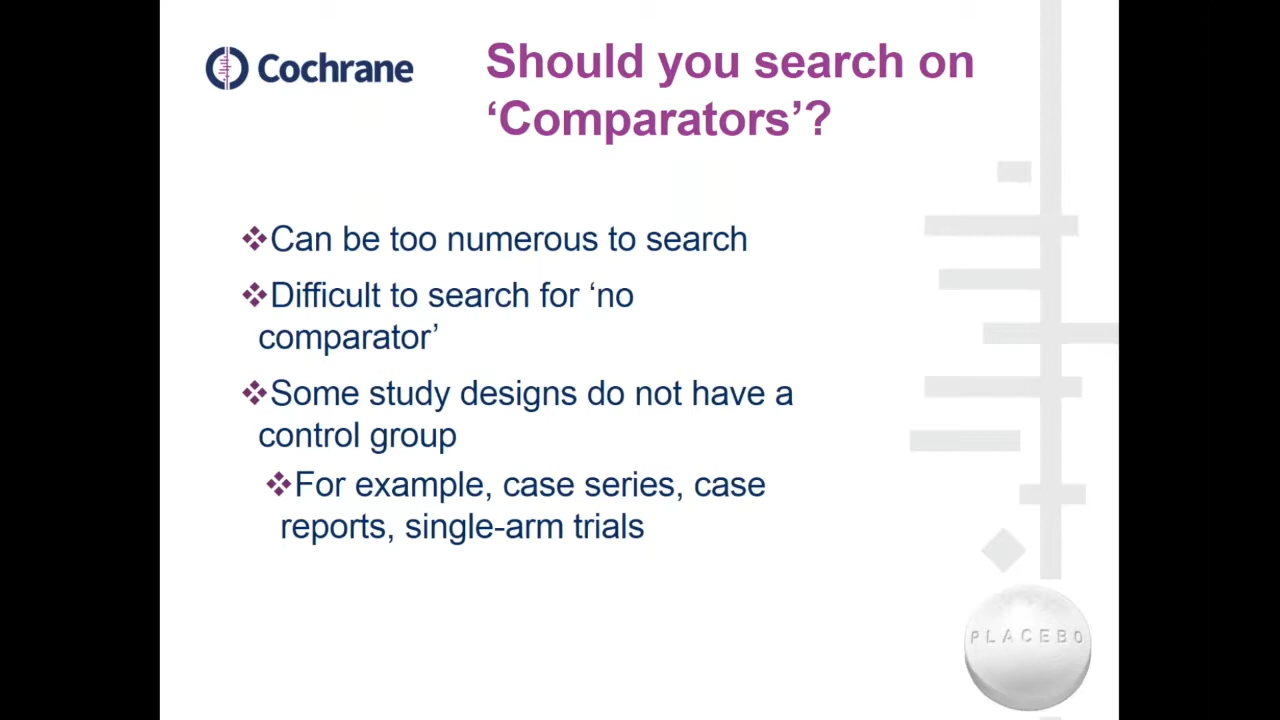 Cochrane
Should you search on
‘Comparators’?
❖Can be too numerous to search
❖Difficult to search for ‘no
comparator’
❖Some study designs do not have a
control group
❖For example, case series, case
reports, single-arm trials
PLACEBO